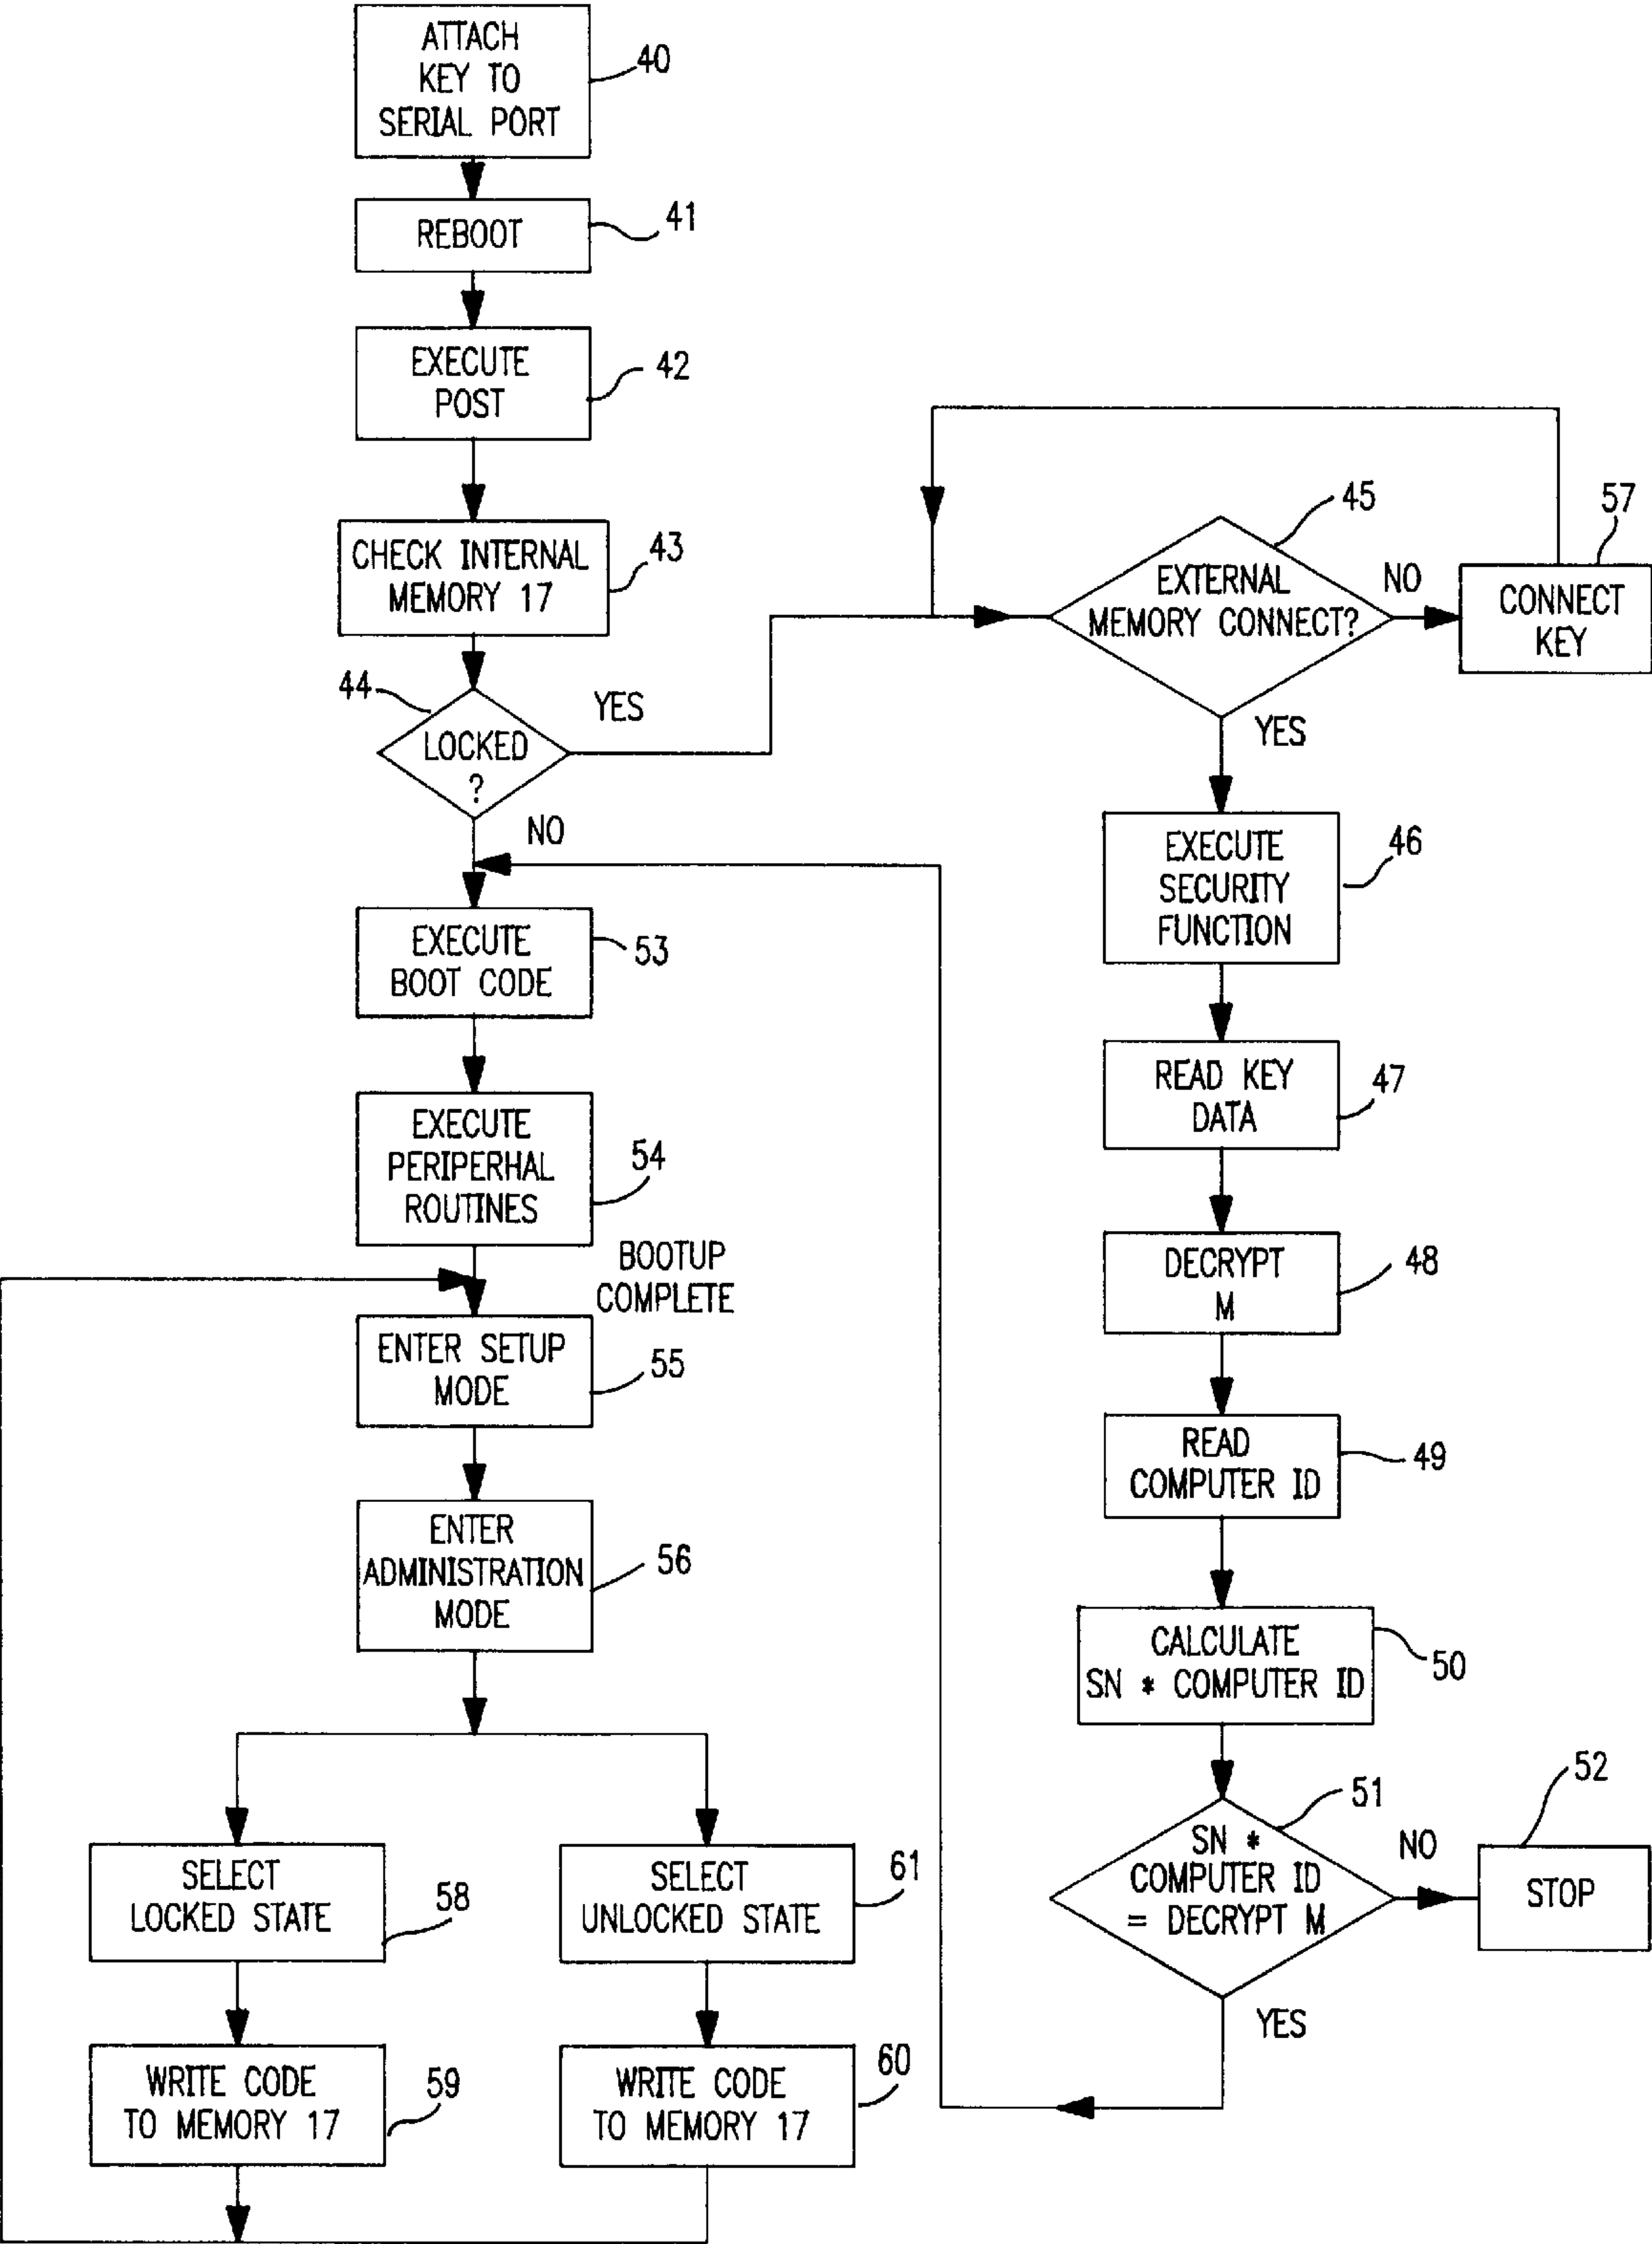 ATTACH
KEY TO
SERIAL PORT
40
REBOOT
41
EXECUTE
POST
42
CHECK INTERNAL
MEMORY 17
43
44
LOCKED
?
YES
NO
45
EXTERNAL
MEMORY CONNECT?
NO
57
CONNECT
KEY
YES
EXECUTE
SECURITY
FUNCTION
46
READ KEY
DATA
47
DECRYPT
M
48
READ
COMPUTER ID
49
CALCULATE
SN * COMPUTER ID
50
51
SN *
COMPUTER ID
= DECRYPT M
NO
52
STOP
YES
EXECUTE
BOOT CODE
53
EXECUTE
PERIPERHAL
ROUTINES
54
BOOTUP
COMPLETE
ENTER SETUP
MODE
55
ENTER
ADMINISTRATION
MODE
56
SELECT
LOCKED STATE
58
WRITE CODE
TO MEMORY 17
59
SELECT
UNLOCKED STATE
61
WRITE CODE
TO MEMORY 17
60